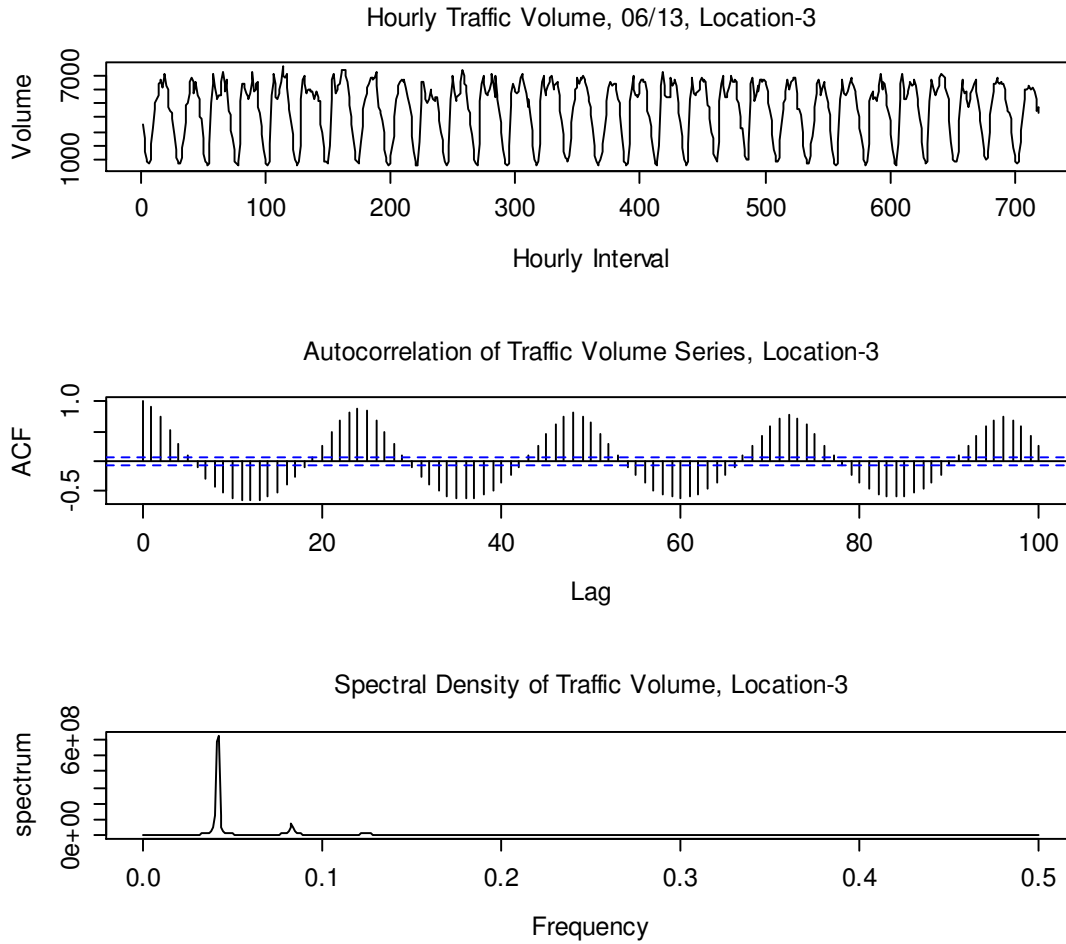 Hourly Traffic Volume, 06/13, Location-3
Volume
7000
1000
0 100 200 300 400 500 600 700
Hourly Interval
Autocorrelation of Traffic Volume Series, Location-3
ACF
1.0
-0.5
0 20 40 60 80 100
Lag
Spectral Density of Traffic Volume, Location-3
spectrum
6e+08
0e+00
0.0 0.1 0.2 0.3 0.4 0.5
Frequency